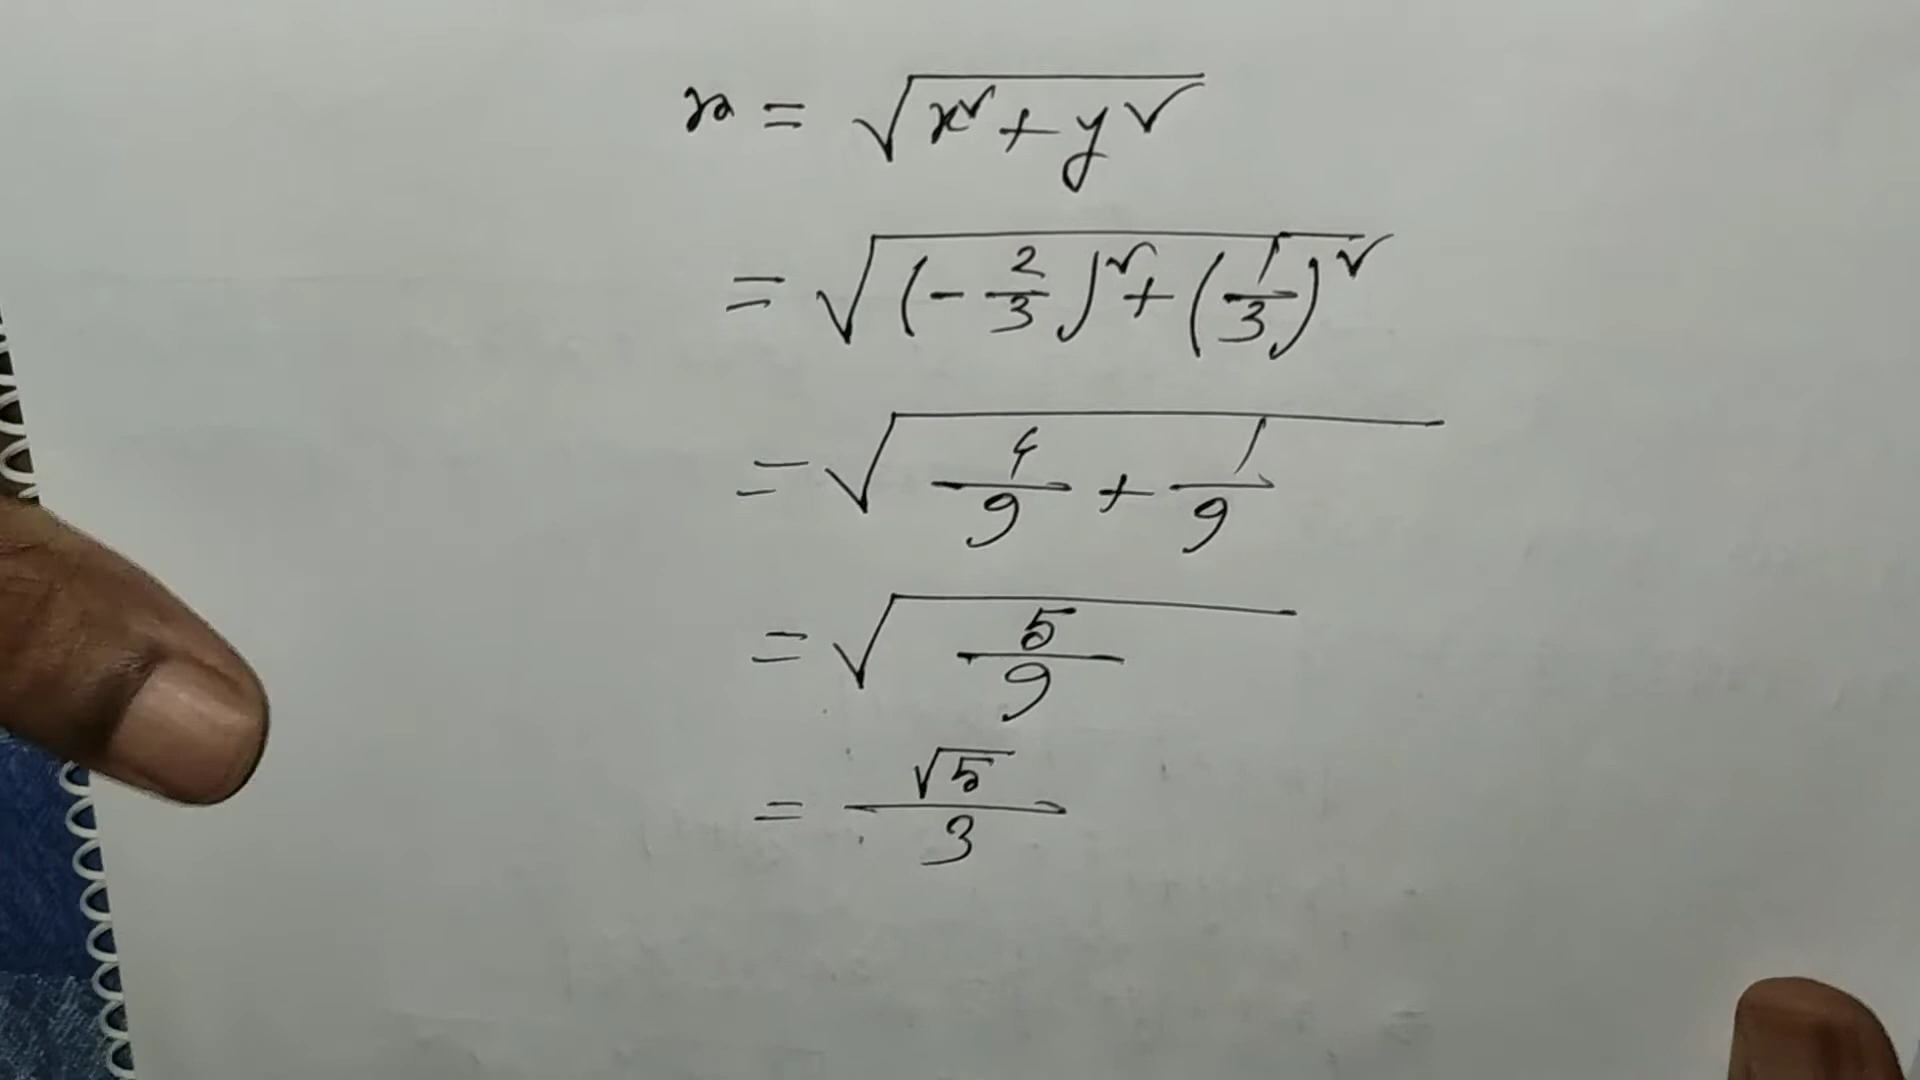 r = √(x² + y²)
= √((-2/3)² + (1/3)²)
= √(4/9 + 1/9)
= √(5/9)
= √5/3